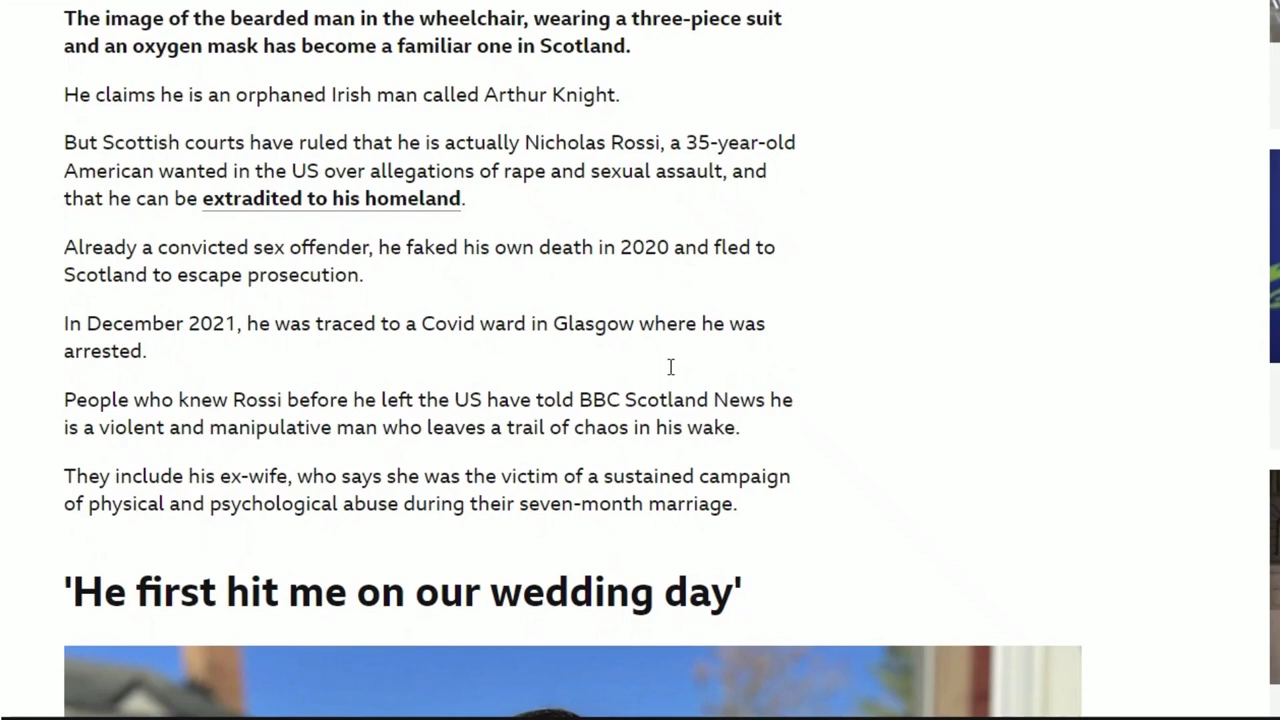 The image of the bearded man in the wheelchair, wearing a three-piece suit
and an oxygen mask has become a familiar one in Scotland.
He claims he is an orphaned Irish man called Arthur Knight.
But Scottish courts have ruled that he is actually Nicholas Rossi, a 35-year-old
American wanted in the US over allegations of rape and sexual assault, and
that he can be extradited to his homeland.
Already a convicted sex offender, he faked his own death in 2020 and fled to
Scotland to escape prosecution.
In December 2021, he was traced to a Covid ward in Glasgow where he was
arrested.
People who knew Rossi before he left the US have told BBC Scotland News he
is a violent and manipulative man who leaves a trail of chaos in his wake.
They include his ex-wife, who says she was the victim of a sustained campaign
of physical and psychological abuse during their seven-month marriage.
'He first hit me on our wedding day'